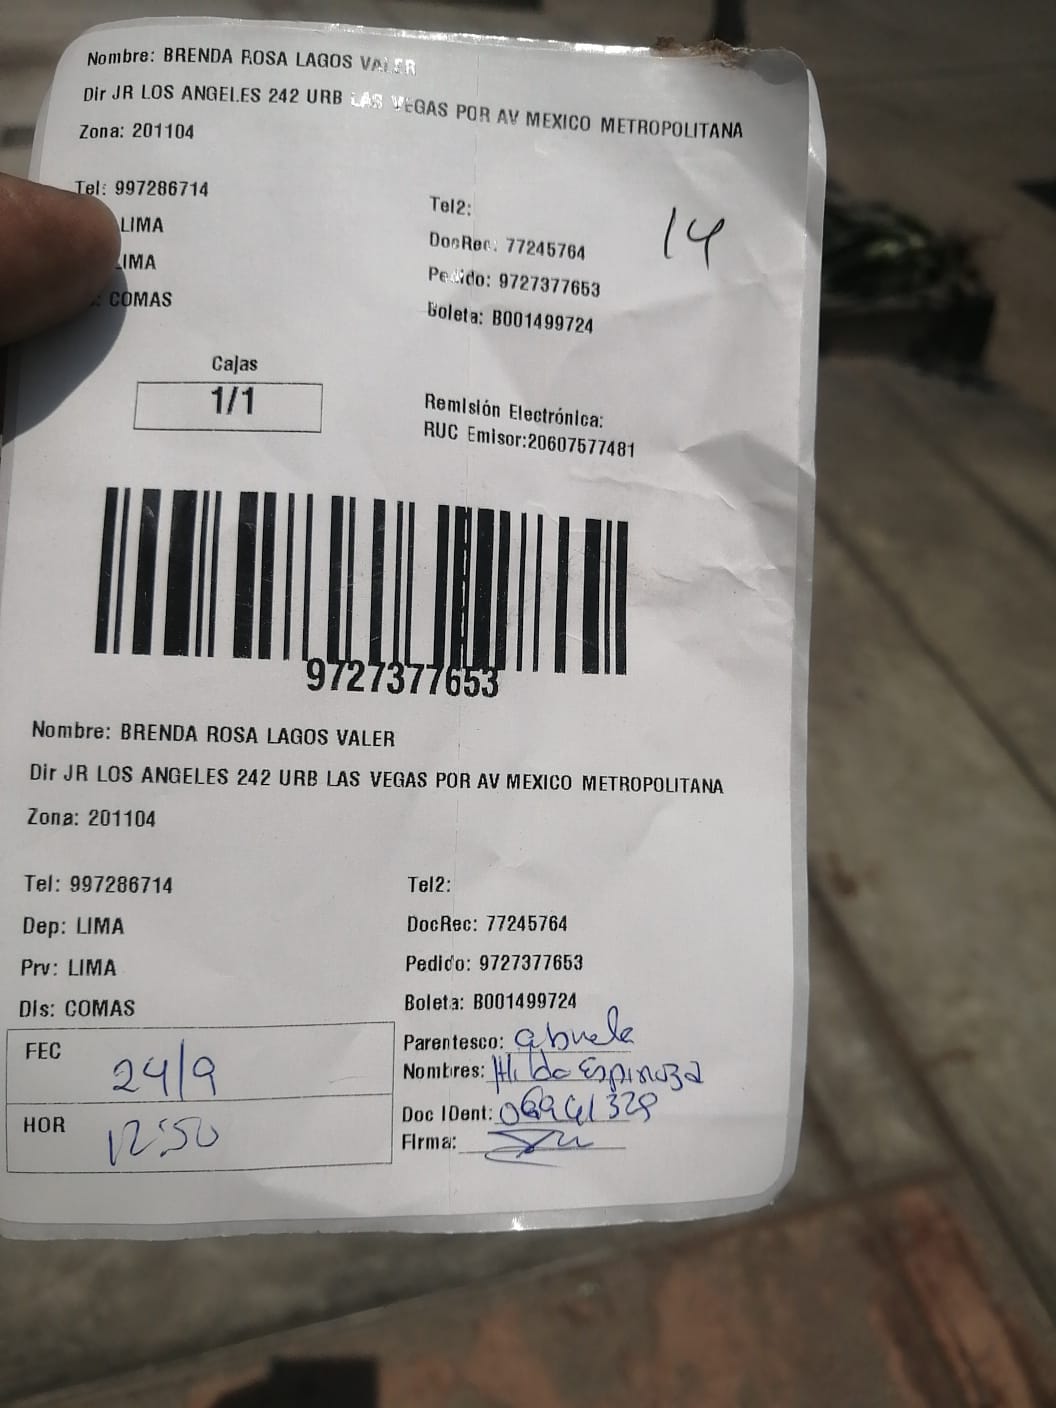 Nombre: BRENDA ROSA LAGOS VALER
Dir JR LOS ANGELES 242 URB LAS VEGAS POR AV MEXICO METROPOLITANA
Zona: 201104
Tel: 997286714
Tel2:
LIMA
DocRec: 77245764
LIMA
Pedido: 9727377653
: COMAS
Boleta: B001499724
14
Cajas
1/1
Remisión Electrónica:
RUC Emisor:20607577481
9727377653
Nombre: BRENDA ROSA LAGOS VALER
Dir JR LOS ANGELES 242 URB LAS VEGAS POR AV MEXICO METROPOLITANA
Zona: 201104
Tel: 997286714
Tel2:
Dep: LIMA
DocRec: 77245764
Prv: LIMA
Pedido: 9727377653
DIs: COMAS
Boleta: B001499724
FEC 24/9
HOR 12:50
Parentesco: abuela
Nombres: Hilda Espinoza
Doc IDent:
Firma: